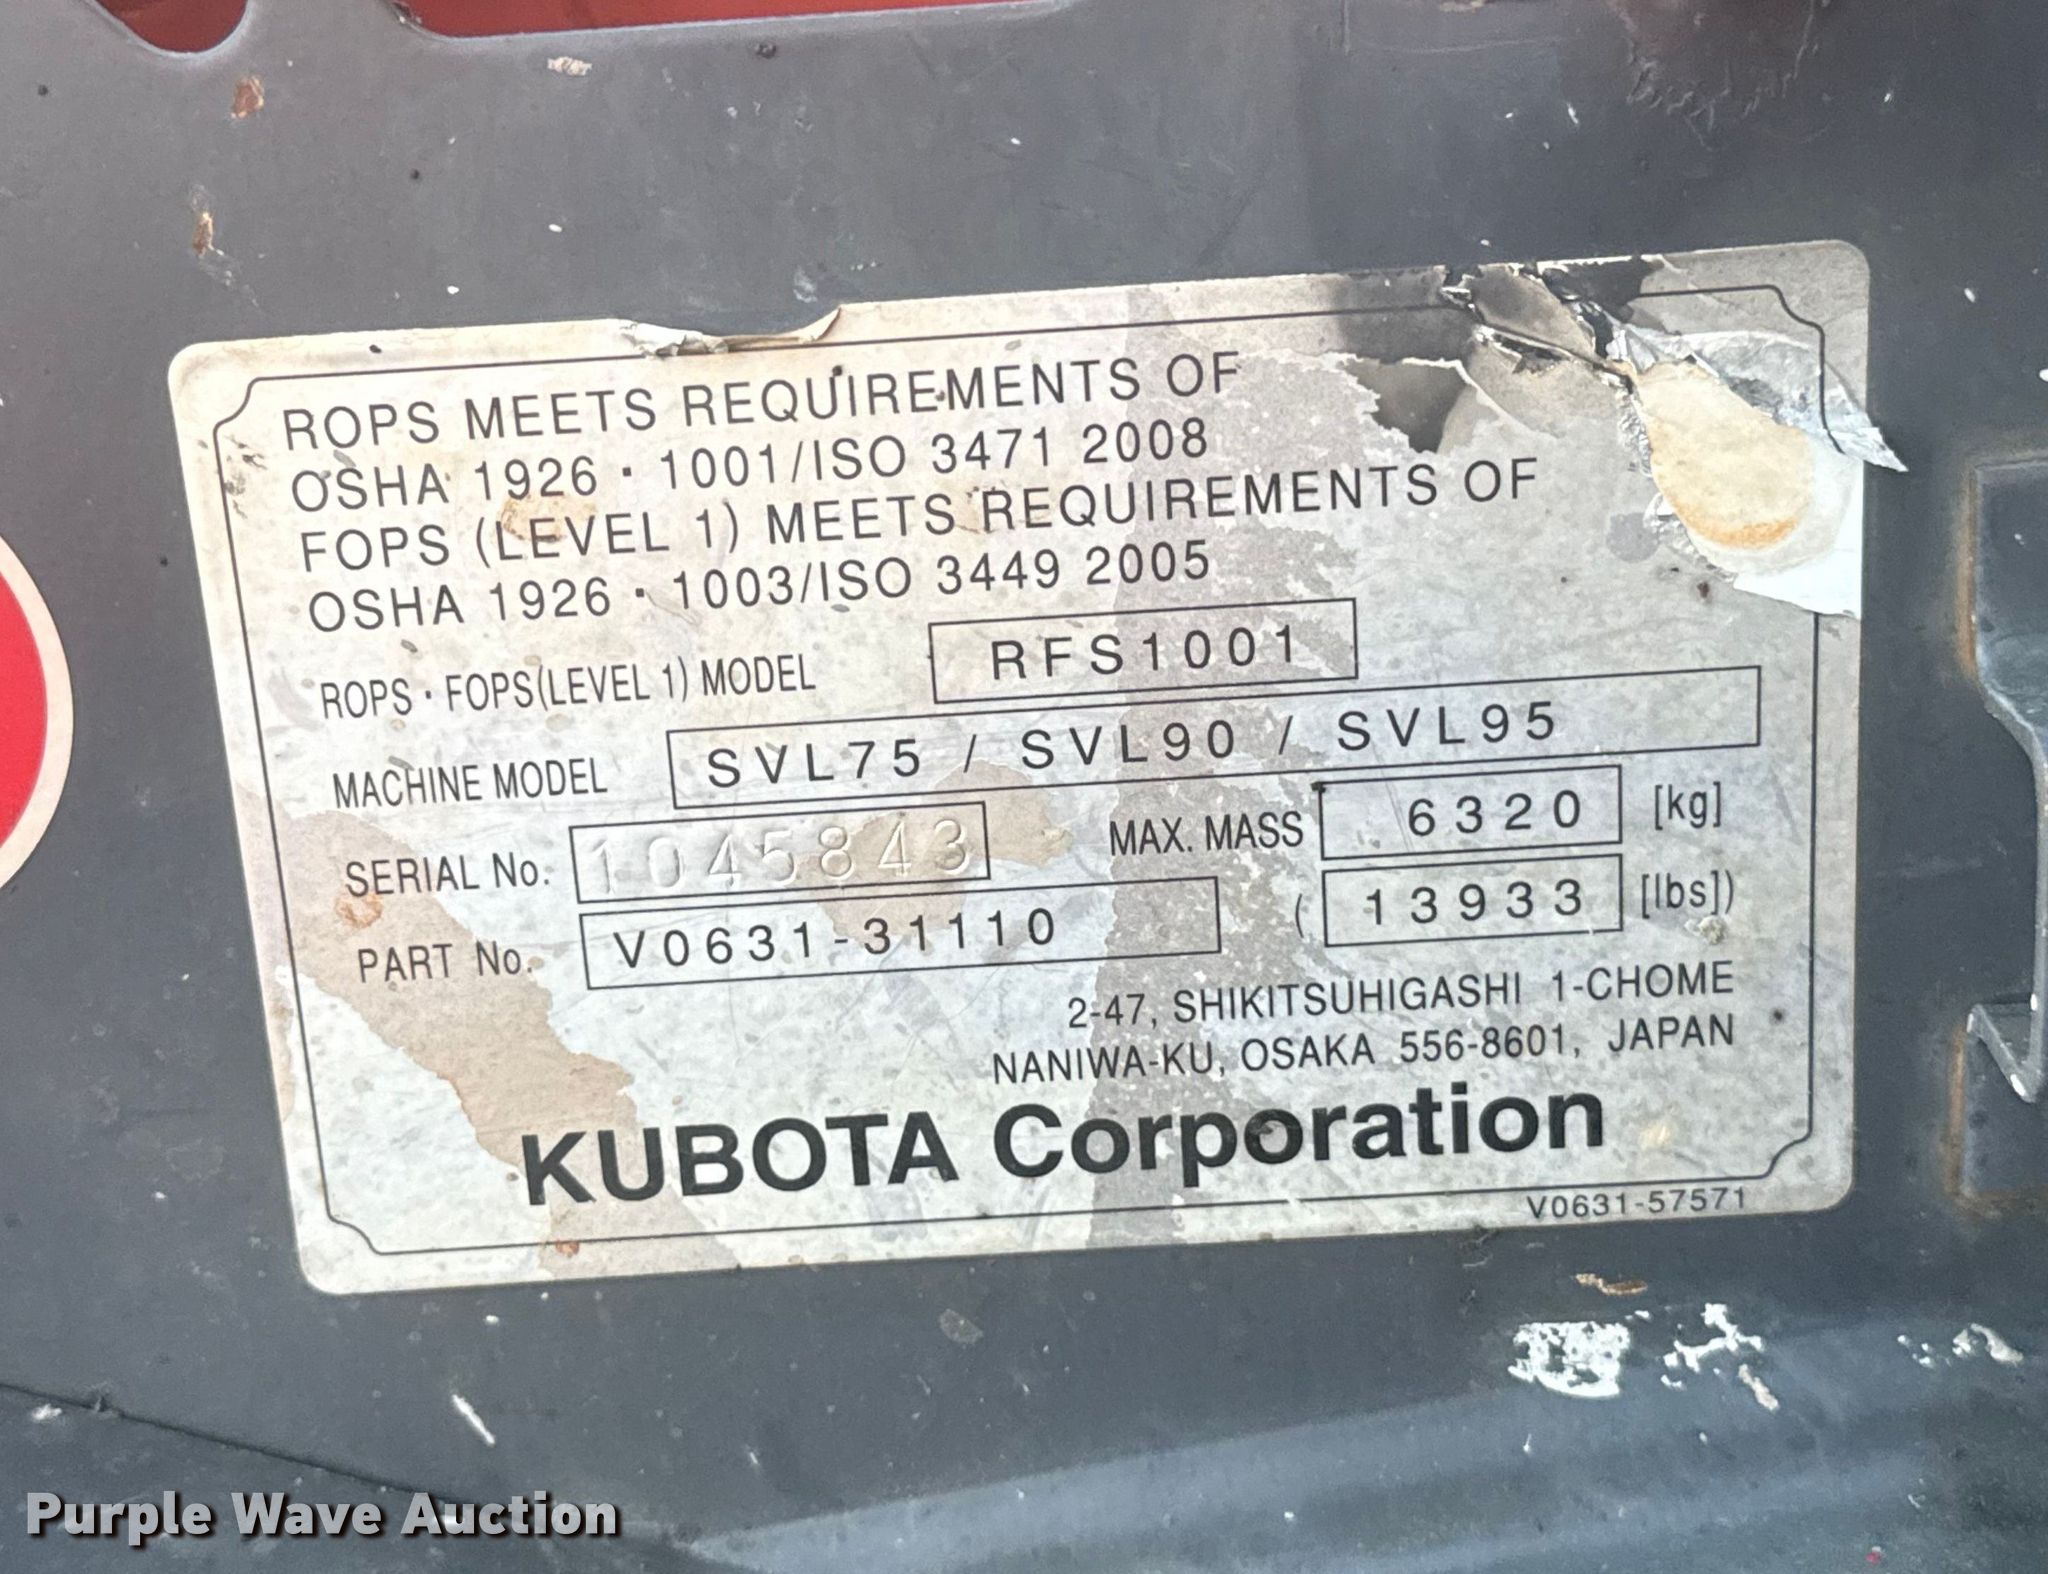 ROPS MEETS REQUIREMENTS OF
OSHA 1926・1001/ISO 3471 2008
FOPS (LEVEL 1) MEETS REQUIREMENTS OF
OSHA 1926・1003/ISO 3449 2005
ROPS・FOPS(LEVEL 1) MODEL RFS1001
MACHINE MODEL SVL75 / SVL90 / SVL95
SERIAL No. 1045843 MAX. MASS 6320 [kg]
PART No. V0631-31110 ( 13933 [lbs])
2-47, SHIKITSUHIGASHI 1-CHOME
NANIWA-KU, OSAKA 556-8601, JAPAN
KUBOTA Corporation
V0631-57571
Purple Wave Auction